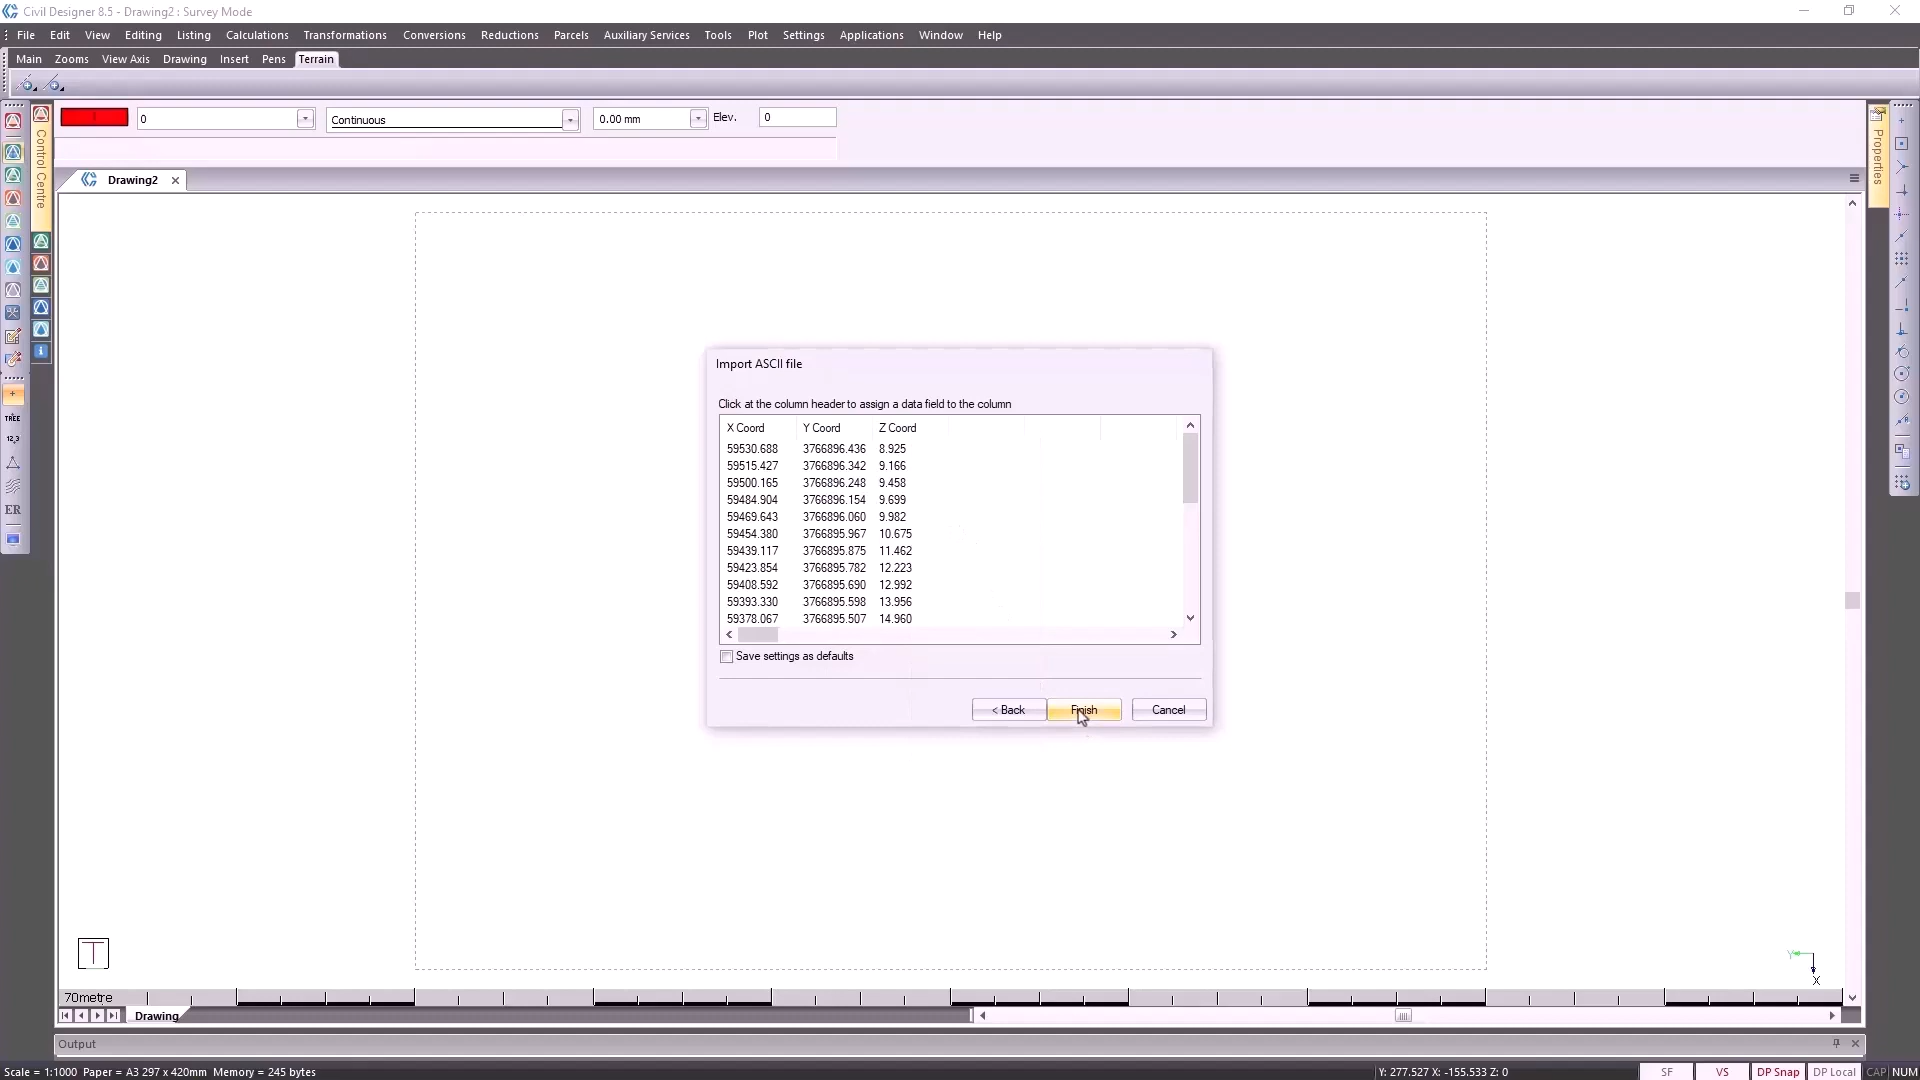 Civil Designer 8.5 - Drawing2 : Survey Mode
File Edit View Editing Listing Calculations Transformations Conversions Reductions Parcels Auxiliary Services Tools Plot Settings Applications Window Help
Main Zooms View Axis Drawing Insert Pens Terrain
0 Continuous 0.00 mm Elev. 0
Control Centre
Properties
Drawing2
TREE
12,3
ER
Import ASCII file
Click at the column header to assign a data field to the column
X Coord Y Coord Z Coord
59530.688 3766896.436 8.925
59515.427 3766896.342 9.166
59500.165 3766896.248 9.458
59484.904 3766896.154 9.699
59469.643 3766896.060 9.982
59454.380 3766895.967 10.675
59439.117 3766895.875 11.462
59423.854 3766895.782 12.223
59408.592 3766895.690 12.992
59393.330 3766895.598 13.956
59378.067 3766895.507 14.960
Save settings as defaults
< Back Finish Cancel
T
Y
X
70metre
Drawing
Output
Scale = 1:1000 Paper = A3 297 x 420mm Memory = 245 bytes Y: 277.527 X: -155.533 Z: 0 SF VS DP Snap DP Local CAP NUM